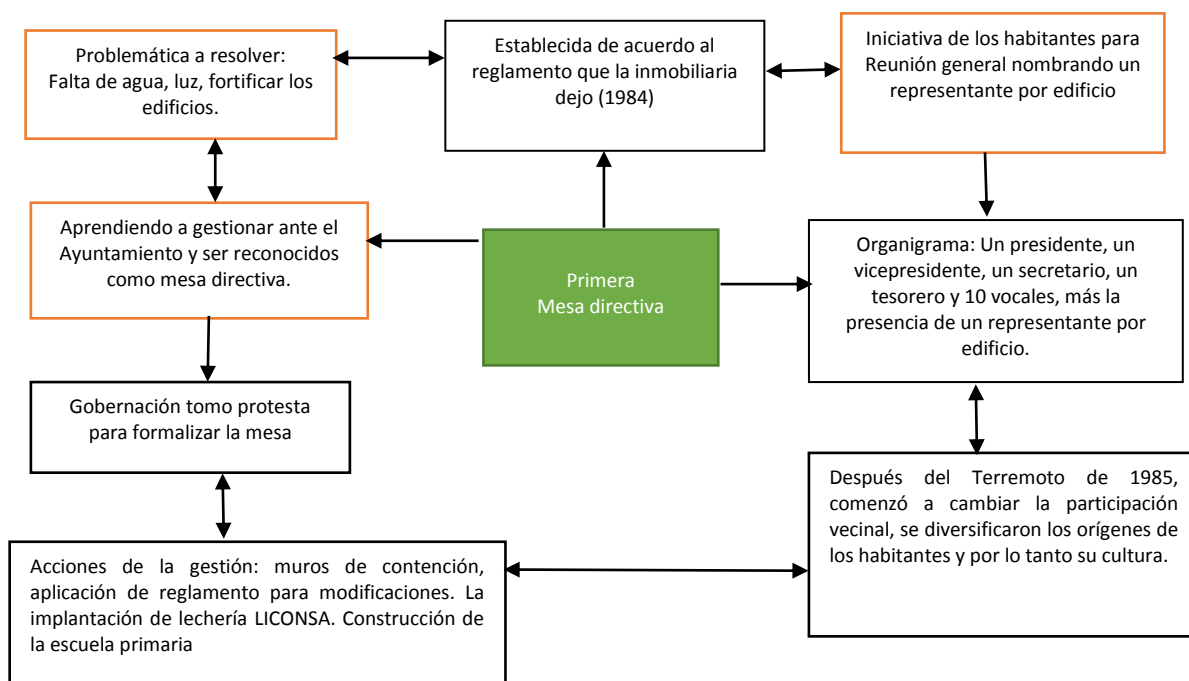 Problemática a resolver:
Falta de agua, luz, fortificar los
edificios.
Establecida de acuerdo al
reglamento que la inmobiliaria
dejo (1984)
Iniciativa de los habitantes para
Reunión general nombrando un
representante por edificio
Aprendiendo a gestionar ante el
Ayuntamiento y ser reconocidos
como mesa directiva.
Primera
Mesa directiva
Organigrama: Un presidente, un
vicepresidente, un secretario, un
tesorero y 10 vocales, más la
presencia de un representante por
edificio.
Gobernación tomo protesta
para formalizar la mesa
Después del Terremoto de 1985,
comenzó a cambiar la participación
vecinal, se diversificaron los orígenes de
los habitantes y por lo tanto su cultura.
Acciones de la gestión: muros de contención,
aplicación de reglamento para modificaciones. La
implantación de lechería LICONSA. Construcción de
la escuela primaria